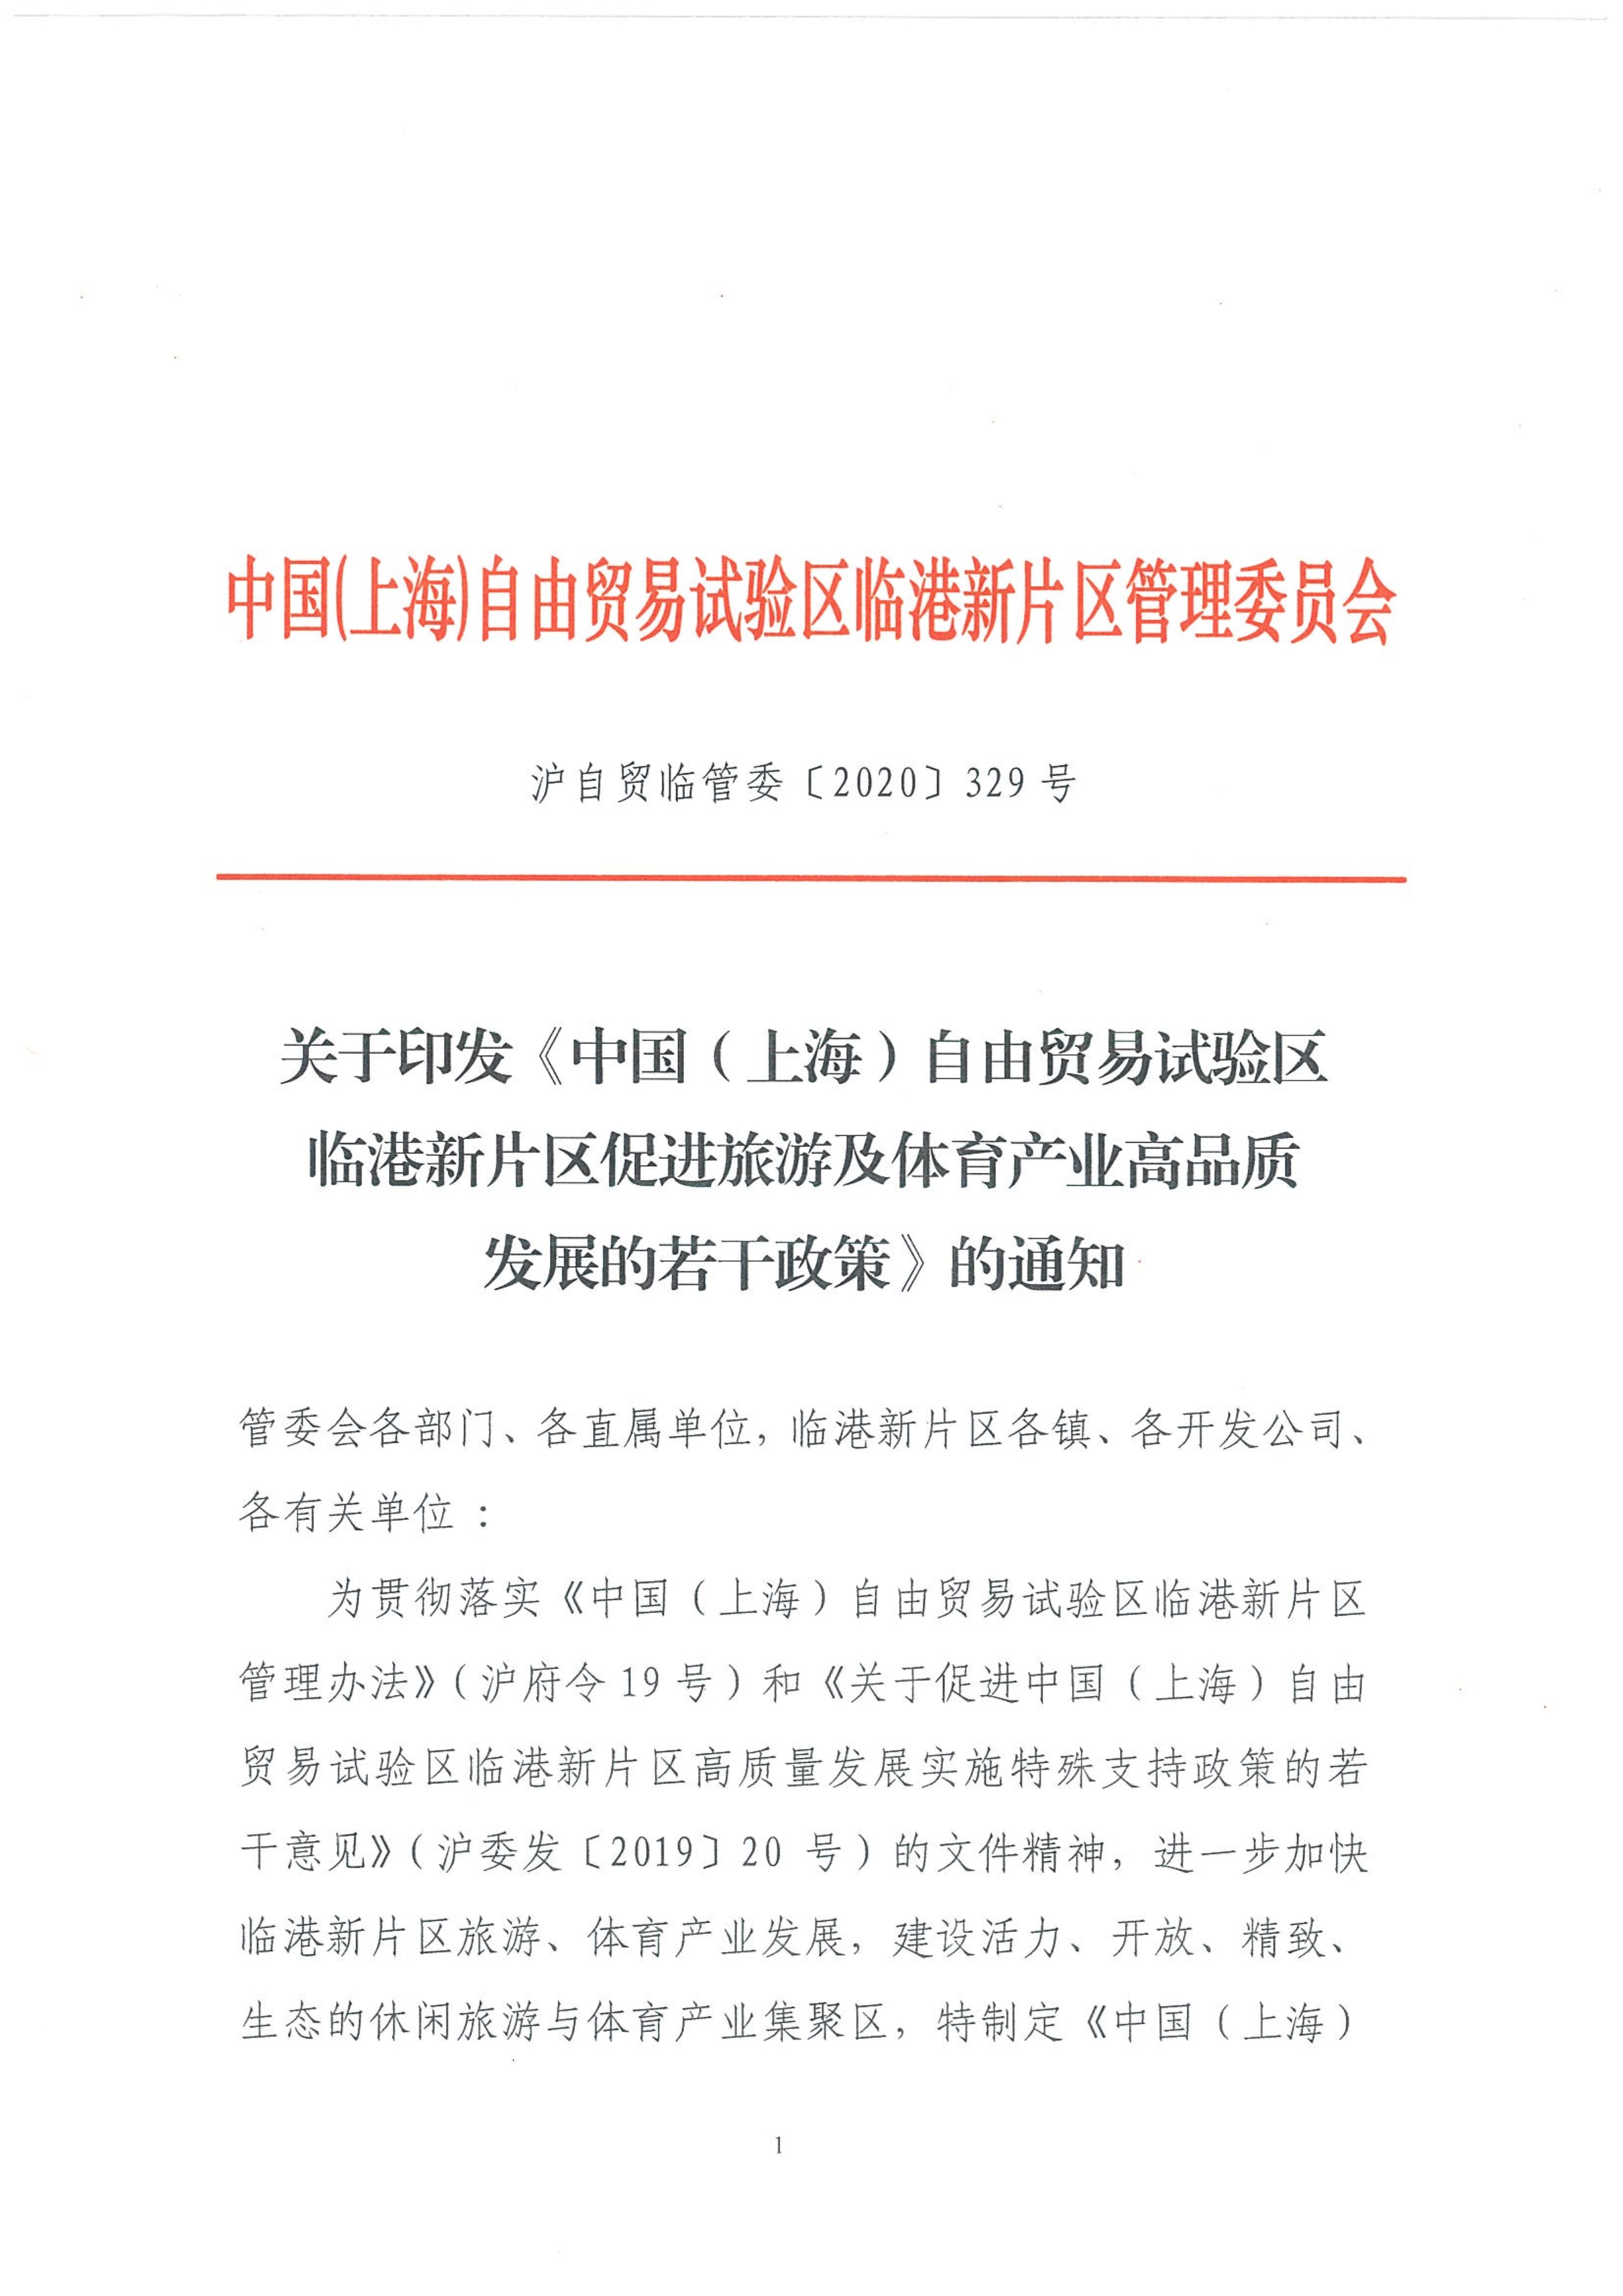 中国(上海)自由贸易试验区临港新片区管理委员会
沪自贸临管委〔2020〕329 号
关于印发《中国（上海）自由贸易试验区
临港新片区促进旅游及体育产业高品质
发展的若干政策》的通知
管委会各部门、各直属单位，临港新片区各镇、各开发公司、
各有关单位：
为贯彻落实《中国（上海）自由贸易试验区临港新片区
管理办法》（沪府令 19 号）和《关于促进中国（上海）自由
贸易试验区临港新片区高质量发展实施特殊支持政策的若
干意见》（沪委发〔2019〕20 号）的文件精神，进一步加快
临港新片区旅游、体育产业发展，建设活力、开放、精致、
生态的休闲旅游与体育产业集聚区，特制定《中国（上海）
1